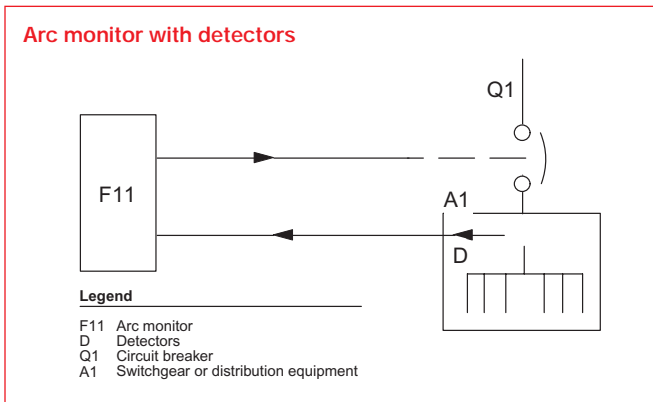 Arc monitor with detectors
Q1
F11
A1
D
Legend
F11 Arc monitor
D Detectors
Q1 Circuit breaker
A1 Switchgear or distribution equipment